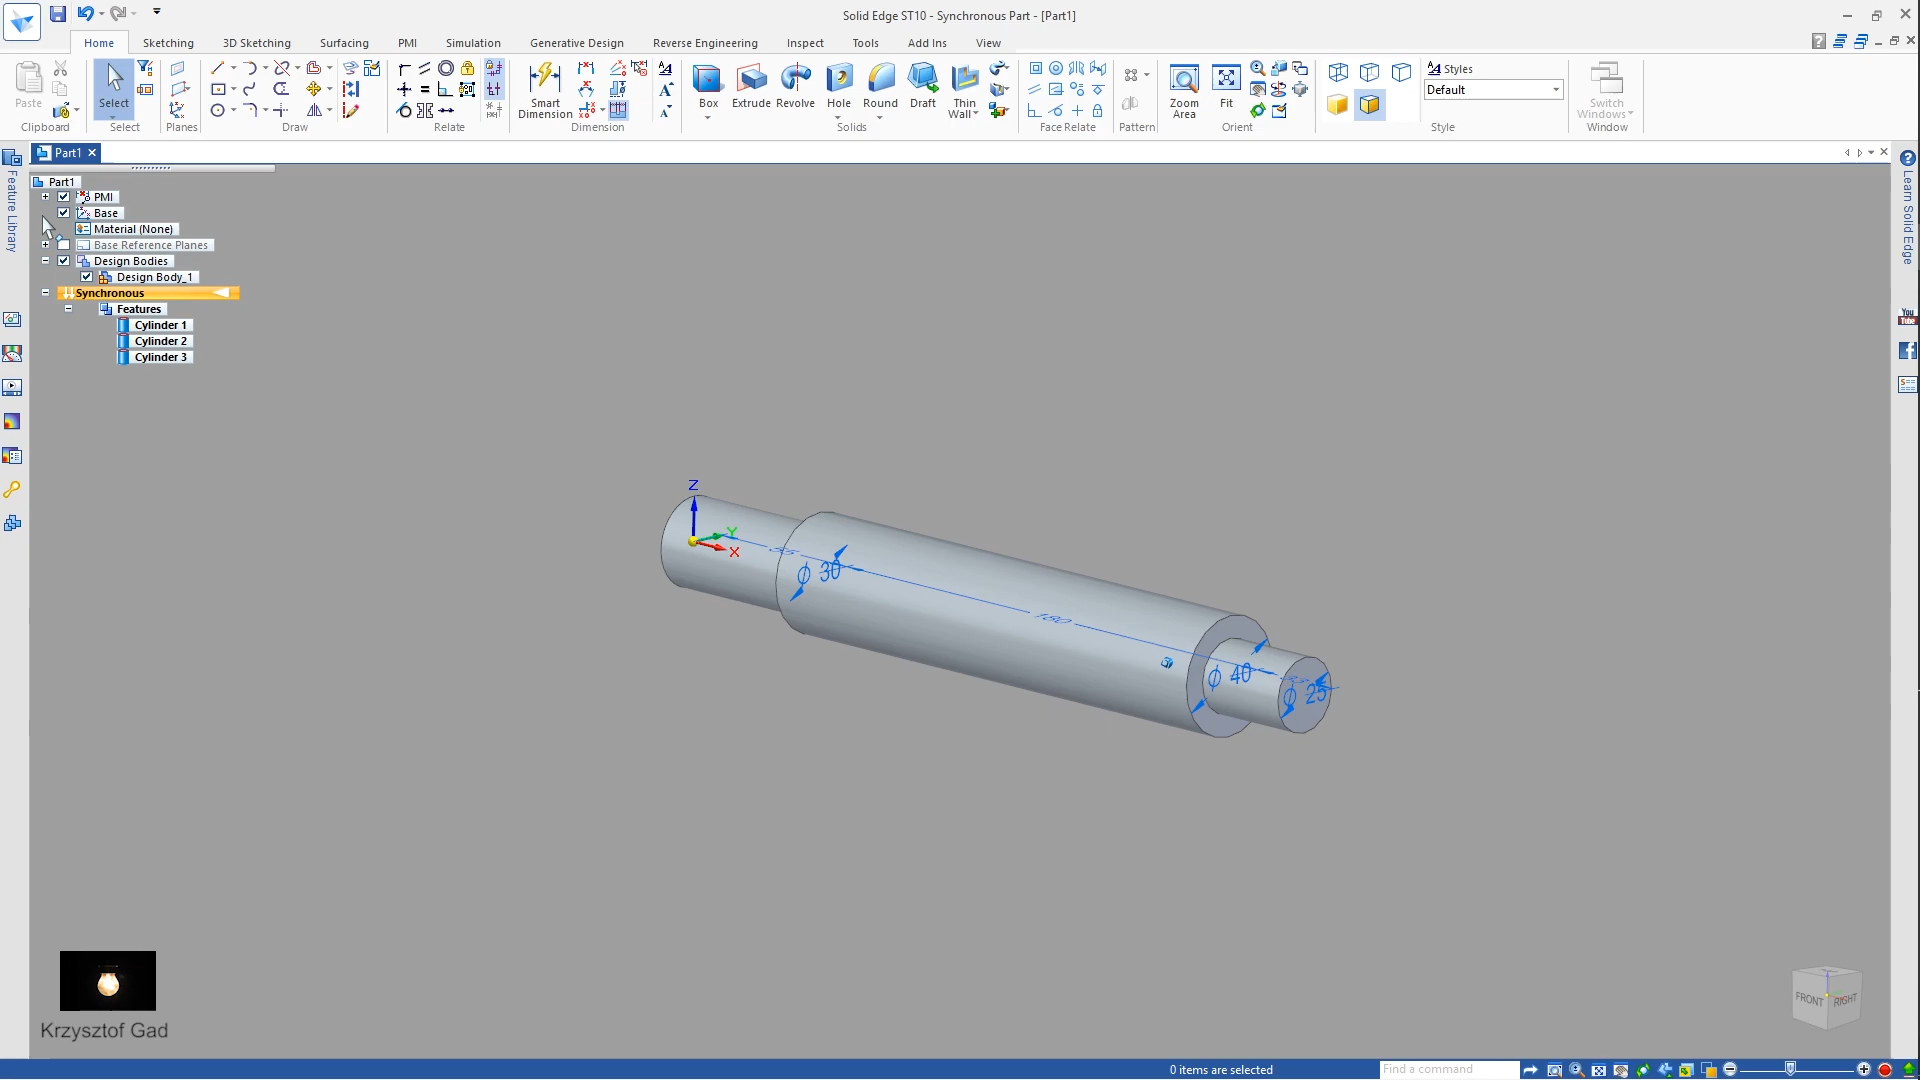 Solid Edge ST10 - Synchronous Part - [Part1]
Home Sketching 3D Sketching Surfacing PMI Simulation Generative Design Reverse Engineering Inspect Tools Add Ins View
Paste
Clipboard
Select
Select
Planes
Draw
Relate
Smart
Dimension
Dimension
Box Extrude Revolve Hole Round Draft Thin
Wall
Solids
Face Relate
Pattern
Zoom
Area
Fit
Orient
Styles
Default
Style
Switch
Windows
Window
Part1
Feature Library
Learn Solid Edge
You
Tube
Part1
PMI
Base
Material (None)
Base Reference Planes
Design Bodies
Design Body_1
Synchronous
Features
Cylinder 1
Cylinder 2
Cylinder 3
Z
Y
X
55
ϕ 30
180
ϕ 40
ϕ 25
FRONT RIGHT
Krzysztof Gad
0 items are selected
Find a command